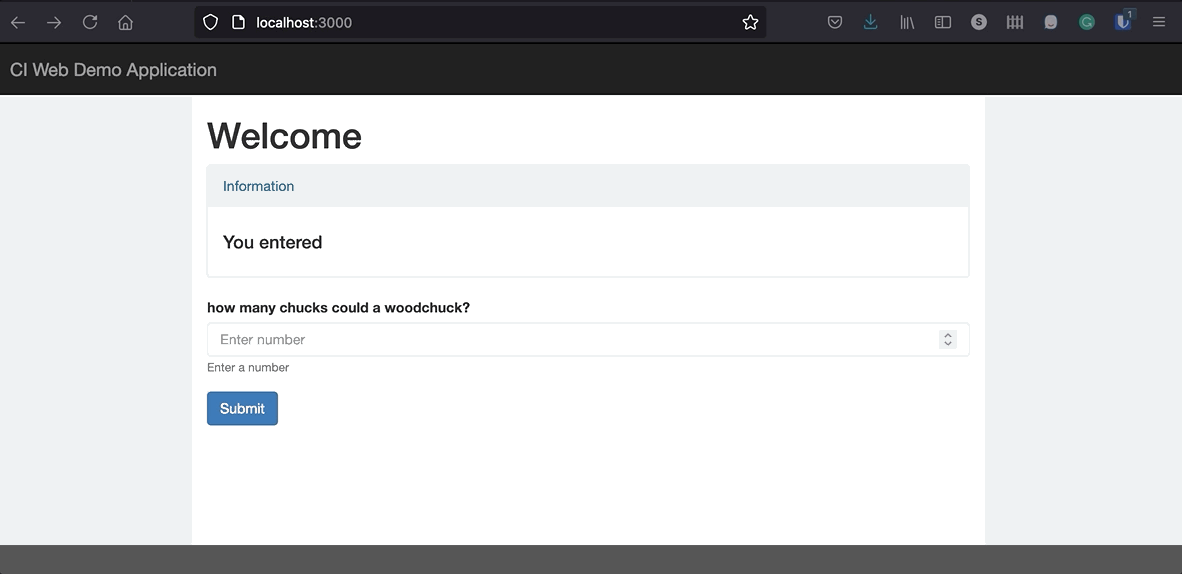 localhost:3000
S
G
1
CI Web Demo Application
Welcome
Information
You entered
how many chucks could a woodchuck?
Enter number
Enter a number
Submit